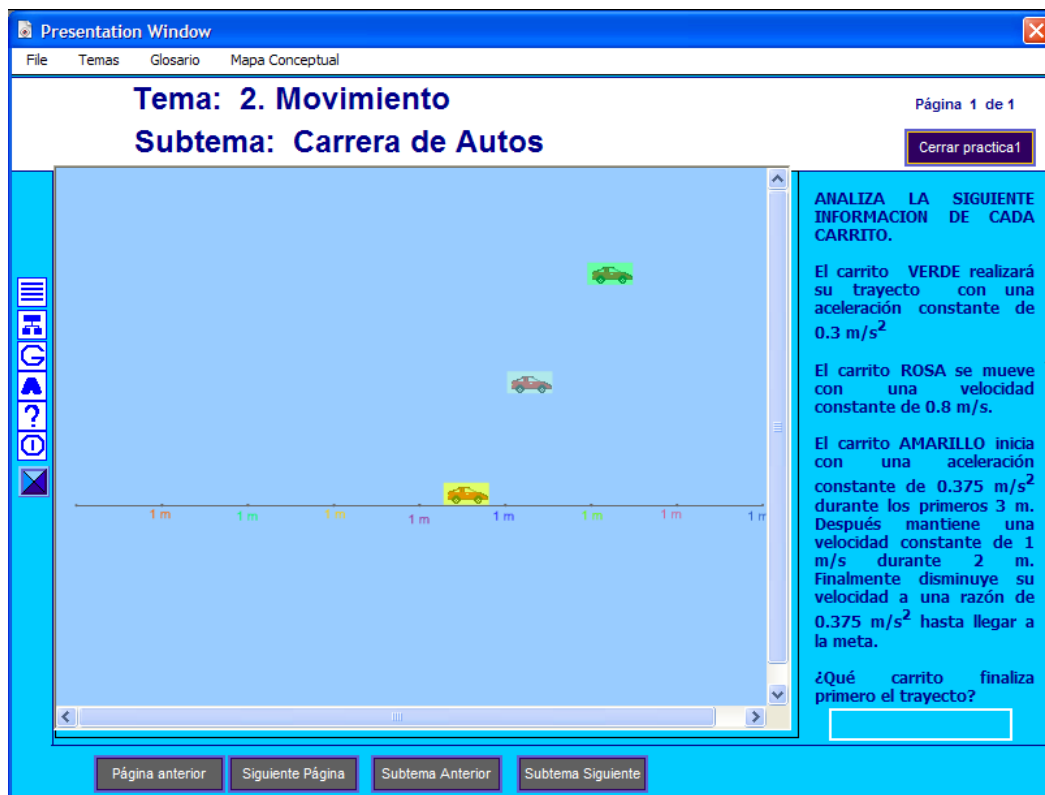 Presentation Window
File Temas Glosario Mapa Conceptual
Tema: 2. Movimiento
Página 1 de 1
Subtema: Carrera de Autos
Cerrar practica1
ANALIZA LA SIGUIENTE
INFORMACION DE CADA
CARRITO.
El carrito VERDE realizará
su trayecto con una
aceleración constante de
0.3 m/s²
El carrito ROSA se mueve
con una velocidad
constante de 0.8 m/s.
El carrito AMARILLO inicia
con una aceleración
constante de 0.375 m/s²
durante los primeros 3 m.
Después mantiene una
velocidad constante de 1
m/s durante 2 m.
Finalmente disminuye su
velocidad a una razón de
0.375 m/s² hasta llegar a
la meta.
¿Qué carrito finaliza
primero el trayecto?
G
A
?
1 m 1 m 1 m 1 m 1 m 1 m 1 m 1 m
Página anterior Siguiente Página Subtema Anterior Subtema Siguiente